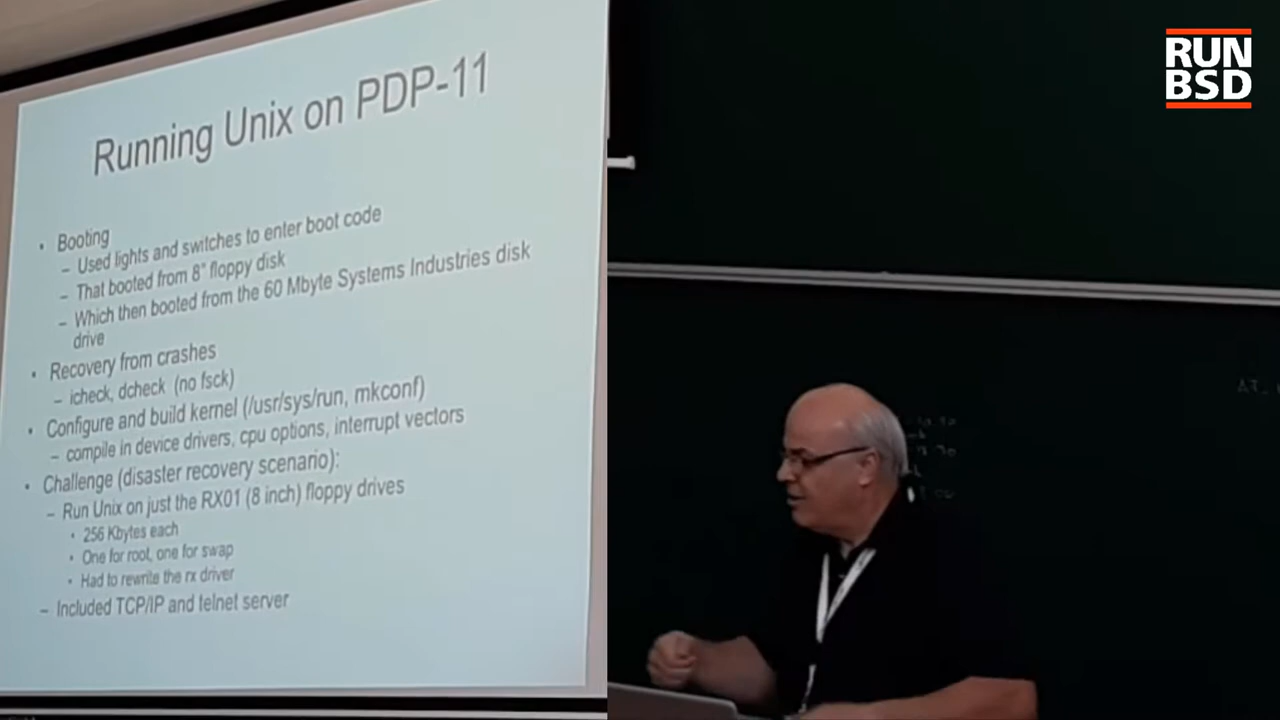 Running Unix on PDP-11
• Booting
– Used lights and switches to enter boot code
– That booted from 8" floppy disk
– Which then booted from the 60 Mbyte Systems Industries disk
drive
• Recovery from crashes
– icheck, dcheck (no fsck)
• Configure and build kernel (/usr/sys/run, mkconf)
– compile in device drivers, cpu options, interrupt vectors
• Challenge (disaster recovery scenario):
– Run Unix on just the RX01 (8 inch) floppy drives
• 256 Kbytes each
• One for root, one for swap
• Had to rewrite the rx driver
– Included TCP/IP and telnet server
RUN
BSD